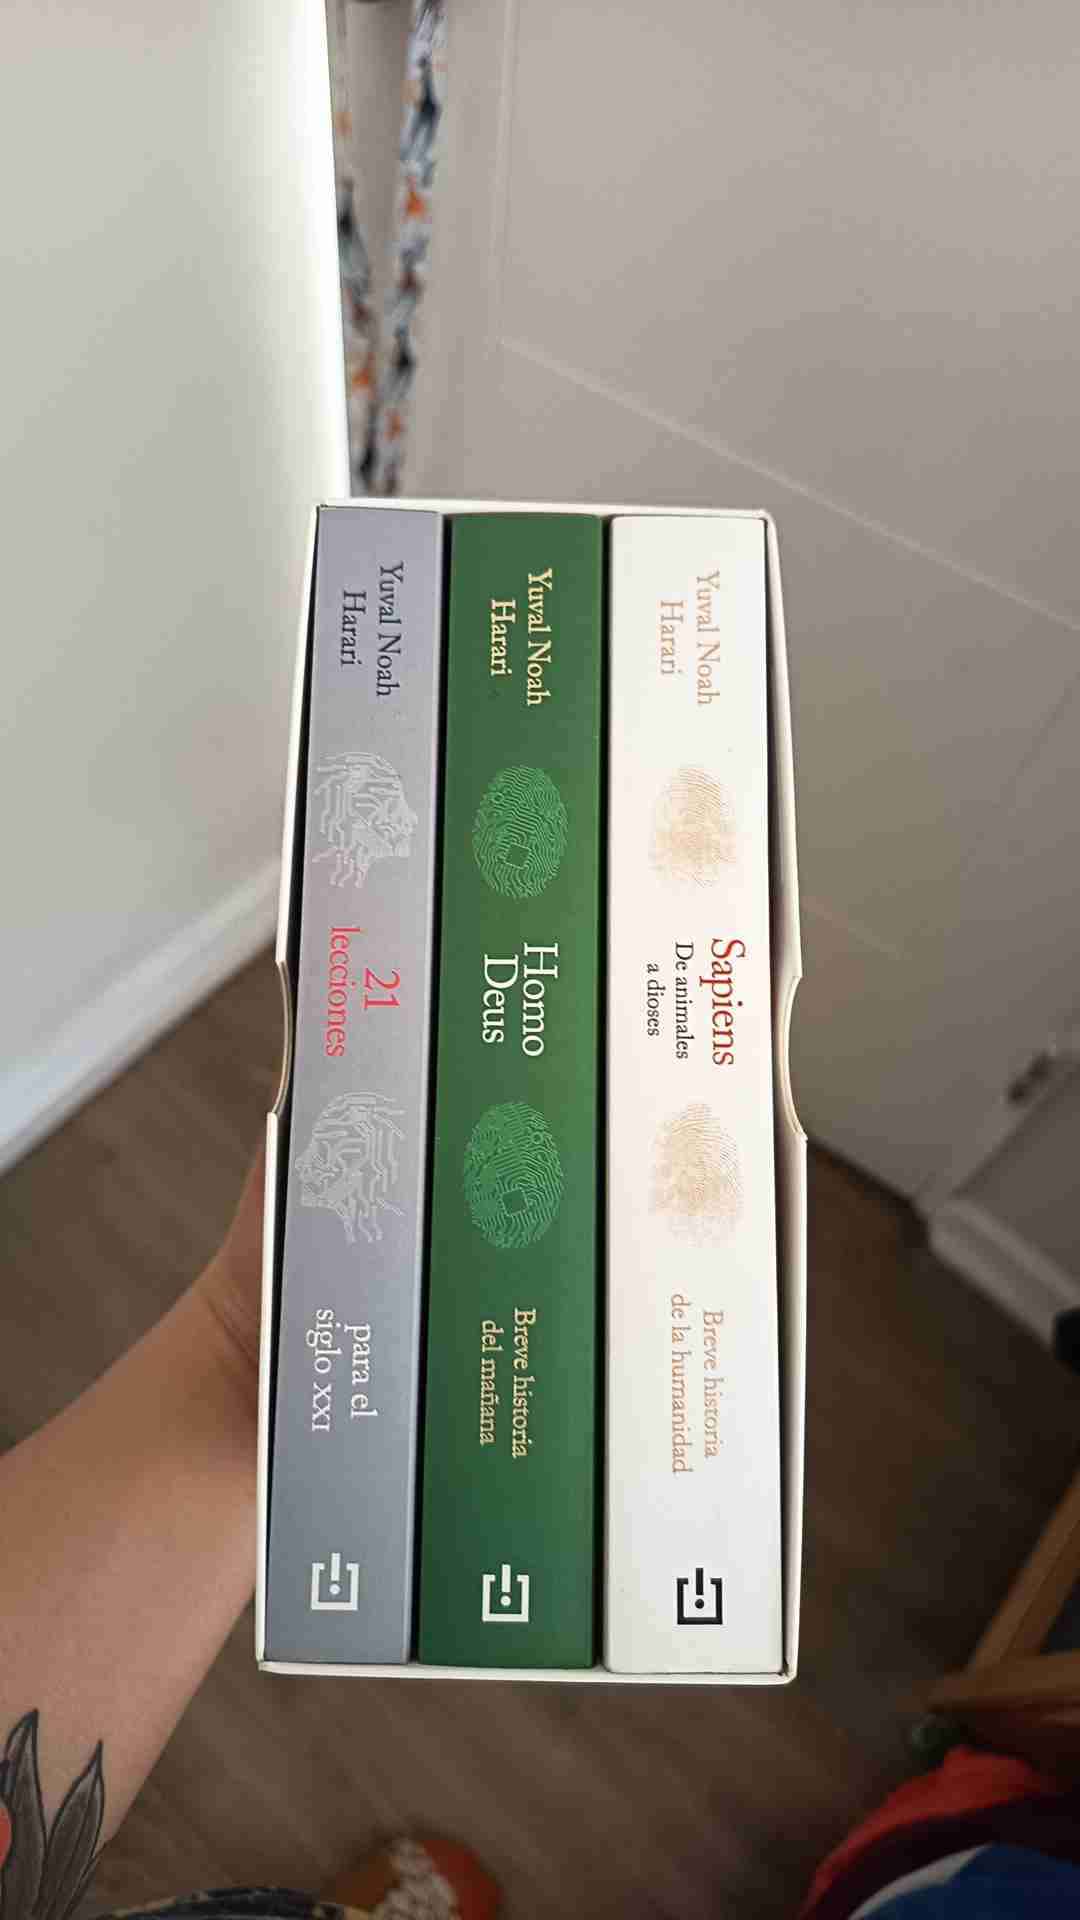 Yuval Noah
Harari
21
lecciones
para el
siglo XXI
Yuval Noah
Harari
Homo
Deus
Breve historia
del mañana
Yuval Noah
Harari
Sapiens
De animales
a dioses
Breve historia
de la humanidad